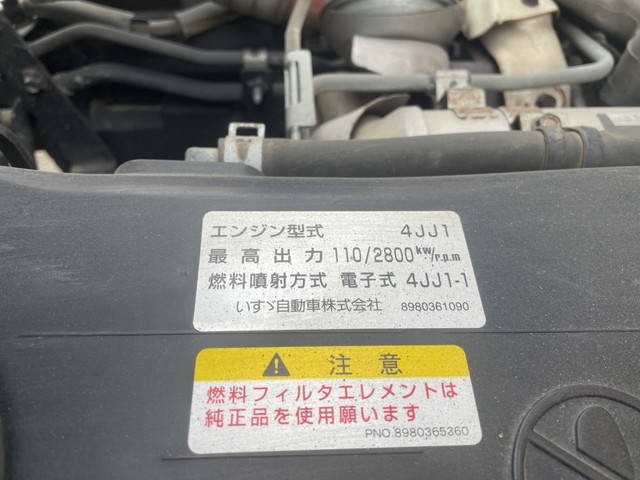 エンジン型式 4JJ1
最高出力 110/2800kw/r.p.m
燃料噴射方式 電子式 4JJ1-1
いすゞ自動車株式会社 8980361090
注意
燃料フィルタエレメントは
純正品を使用願います
PNO.8980365360